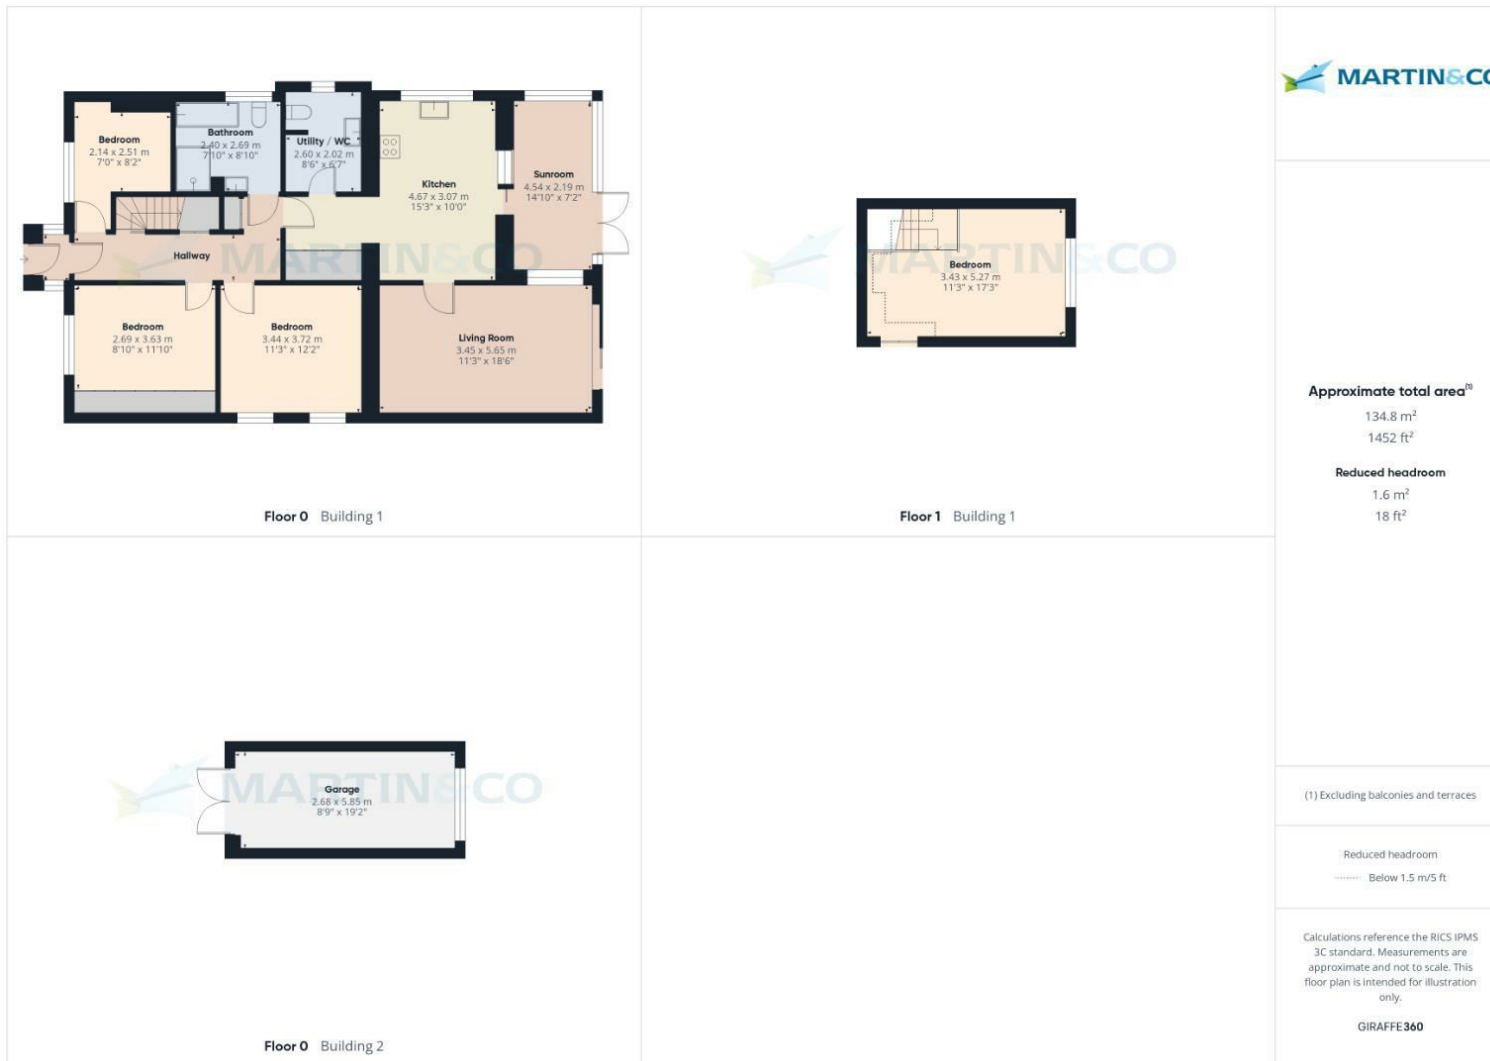 MARTIN&CO
Bedroom
2.14 x 2.51 m
7'0" x 8'2"
Bathroom
2.40 x 2.69 m
7'10" x 8'10"
Utility / WC
2.60 x 2.02 m
8'6" x 6'7"
Kitchen
4.67 x 3.07 m
15'3" x 10'0"
Sunroom
4.54 x 2.19 m
14'10" x 7'2"
Hallway
MARTIN&CO
Bedroom
2.69 x 3.63 m
8'10" x 11'10"
Bedroom
3.44 x 3.72 m
11'3" x 12'2"
Living Room
3.45 x 5.65 m
11'3" x 18'6"
Floor 0 Building 1
MARTIN&CO
Bedroom
3.43 x 5.27 m
11'3" x 17'3"
Floor 1 Building 1
MARTIN&CO
Garage
2.68 x 5.85 m
8'9" x 19'2"
Floor 0 Building 2
Approximate total area(1)
134.8 m²
1452 ft²
Reduced headroom
1.6 m²
18 ft²
(1) Excluding balconies and terraces
Reduced headroom
Below 1.5 m/5 ft
Calculations reference the RICS IPMS
3C standard. Measurements are
approximate and not to scale. This
floor plan is intended for illustration
only.
GIRAFFE360